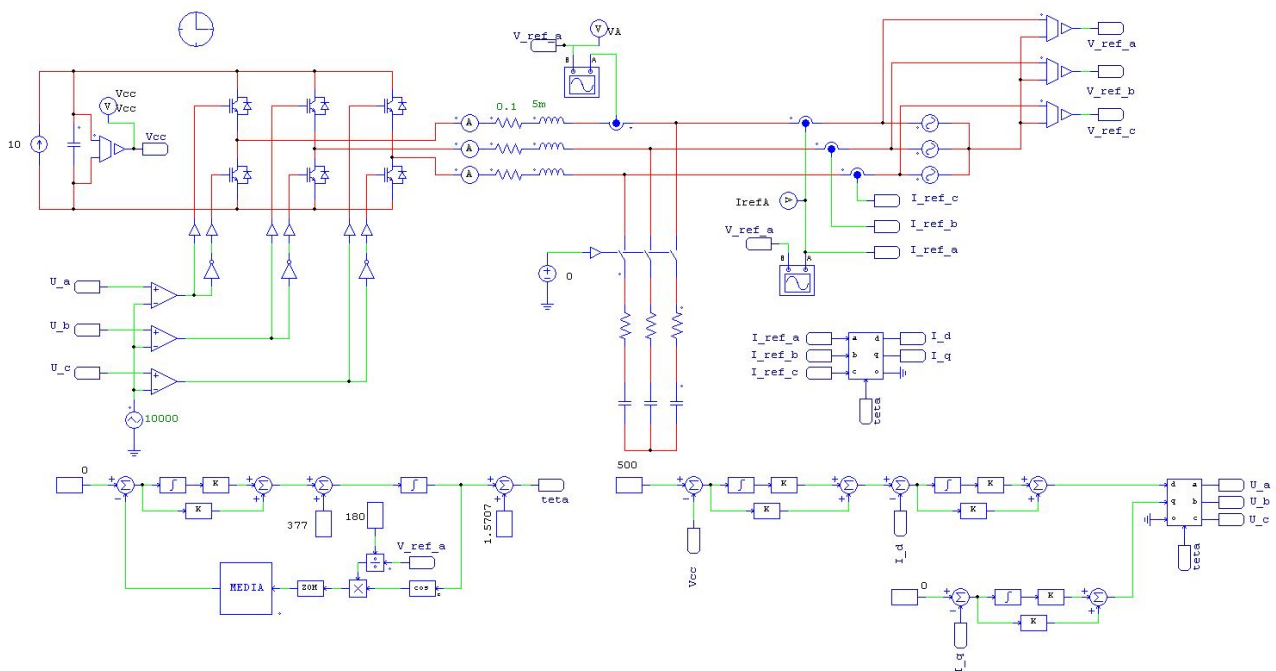 V_ref_a
V
VA
B
A
V_ref_a
V_ref_b
V_ref_c
Vcc
V
Vcc
10
Vcc
A
0.1
5m
A
A
IrefA
I_ref_c
I_ref_b
I_ref_a
V_ref_a
B
A
0
U_a
U_b
U_c
10000
I_ref_a
I_ref_b
I_ref_c
a
b
c
d
q
o
I_d
I_q
teta
0
Σ
∫
K
K
Σ
Σ
377
∫
Σ
1.5707
teta
180
V_ref_a
MEDIA
ZOH
cos
500
Σ
Vcc
∫
K
K
Σ
Σ
I_d
∫
K
K
Σ
d
q
o
a
b
c
U_a
U_b
U_c
teta
0
Σ
I_q
∫
K
K
Σ